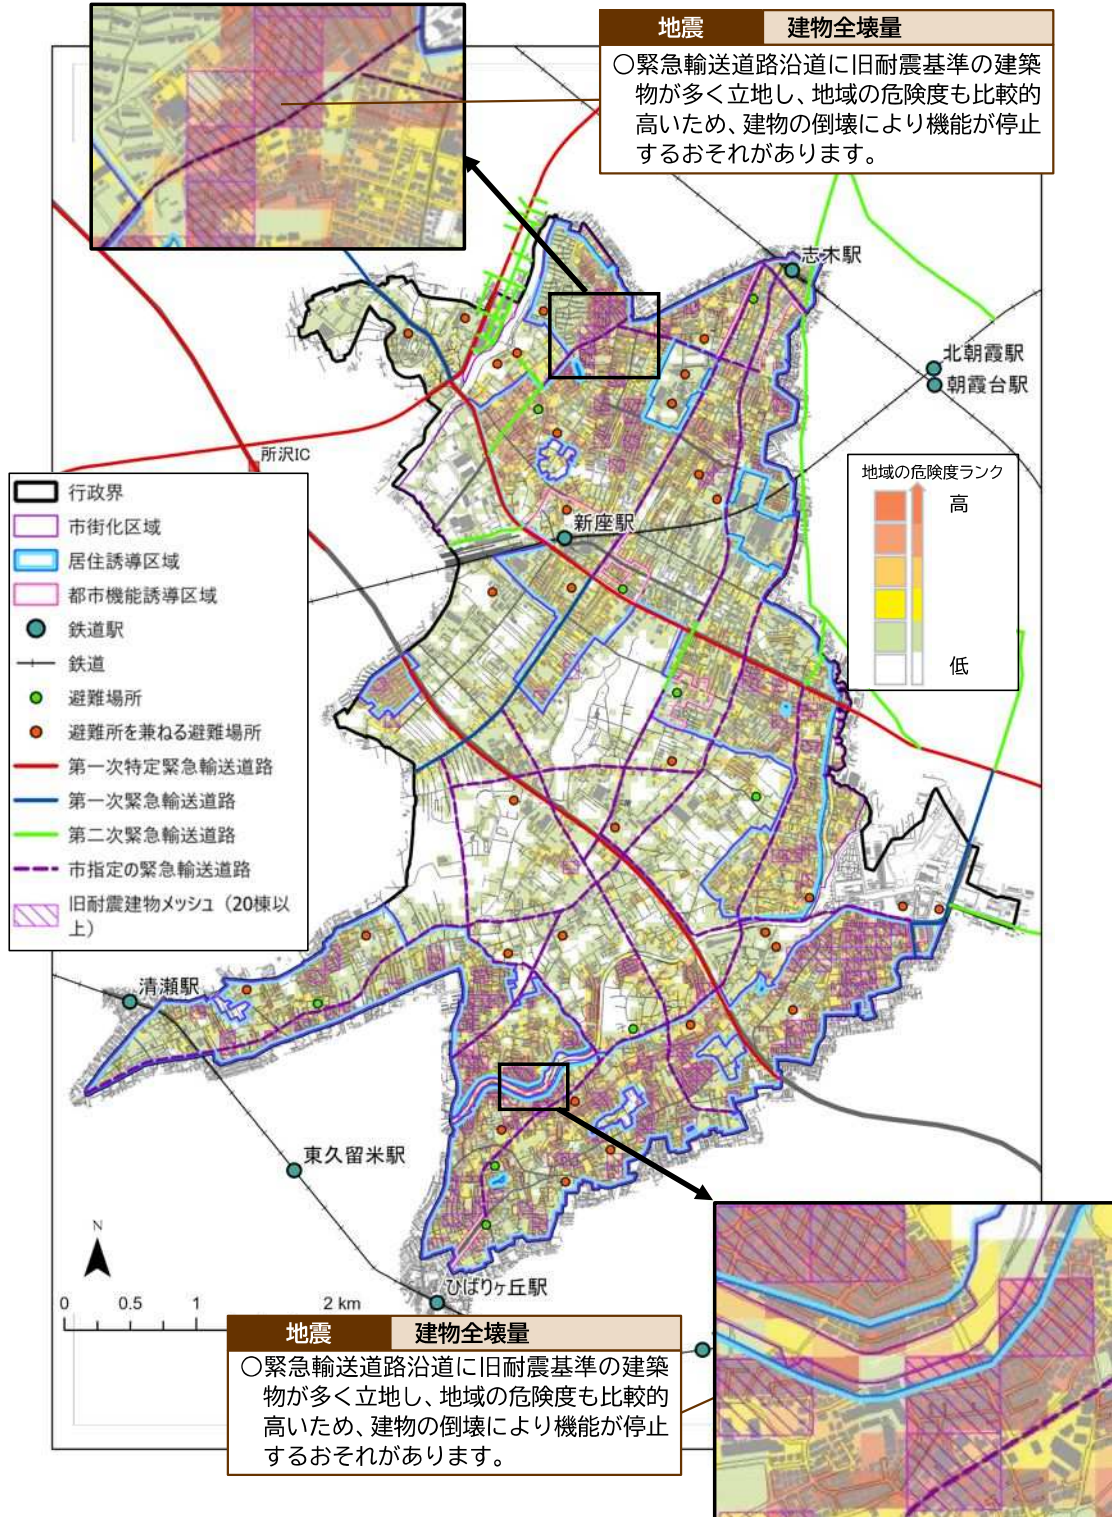 地震 建物全壊量
○緊急輸送道路沿道に旧耐震基準の建築
物が多く立地し、地域の危険度も比較的
高いため、建物の倒壊により機能が停止
するおそれがあります。
志木駅
北朝霞駅
朝霞台駅
所沢IC
新座駅
行政界
市街化区域
居住誘導区域
都市機能誘導区域
鉄道駅
鉄道
避難場所
避難所を兼ねる避難場所
第一次特定緊急輸送道路
第一次緊急輸送道路
第二次緊急輸送道路
市指定の緊急輸送道路
旧耐震建物メッシュ（20棟以
上）
地域の危険度ランク
高
低
清瀬駅
東久留米駅
ひばりヶ丘駅
N
0 0.5 1 2 km
地震 建物全壊量
○緊急輸送道路沿道に旧耐震基準の建築
物が多く立地し、地域の危険度も比較的
高いため、建物の倒壊により機能が停止
するおそれがあります。